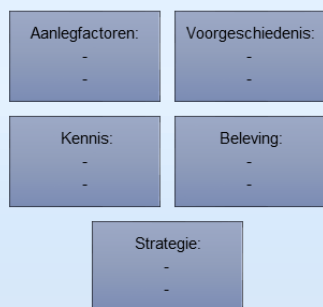 Aanlegfactoren:
-
-
Voorgeschiedenis:
-
-
Kennis:
-
-
Beleving:
-
-
Strategie:
-
-